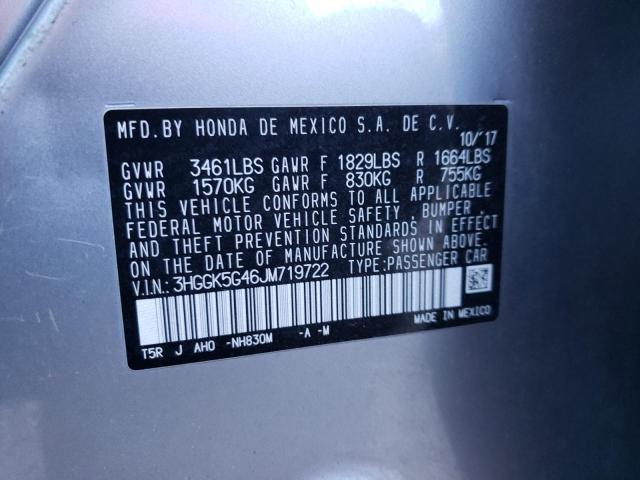 MFD.BY HONDA DE MEXICO S.A. DE C.V.
10/'17
GVWR 3461LBS GAWR F 1829LBS R 1664LBS
GVWR 1570KG GAWR F 830KG R 755KG
THIS VEHICLE CONFORMS TO ALL APPLICABLE
FEDERAL MOTOR VEHICLE SAFETY, BUMPER,
AND THEFT PREVENTION STANDARDS IN EFFECT
ON THE DATE OF MANUFACTURE SHOWN ABOVE.
V.I.N.: 3HGGK5G46JM719722 TYPE:PASSENGER CAR
T5R J AHO -NH830M -A -M MADE IN MEXICO